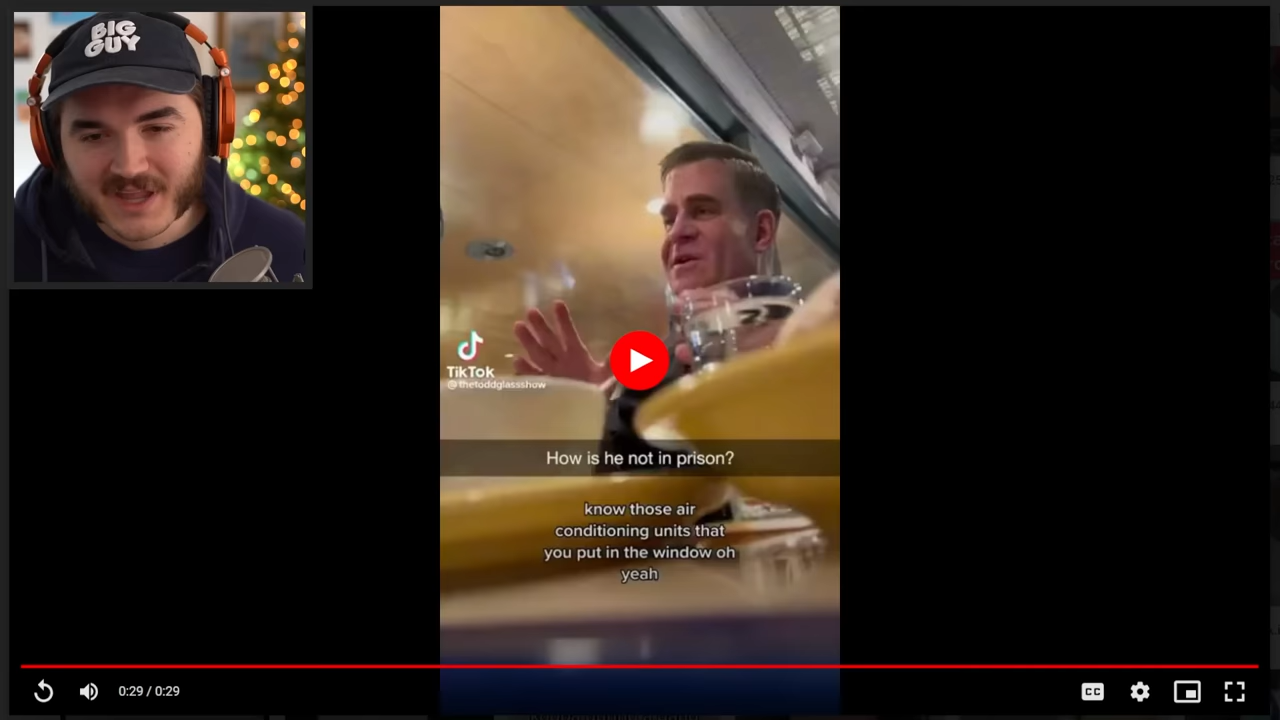 BIG
GUY
TikTok
@thetoddglassshow
How is he not in prison?
know those air
conditioning units that
you put in the window oh
yeah
0:29 / 0:29
CC